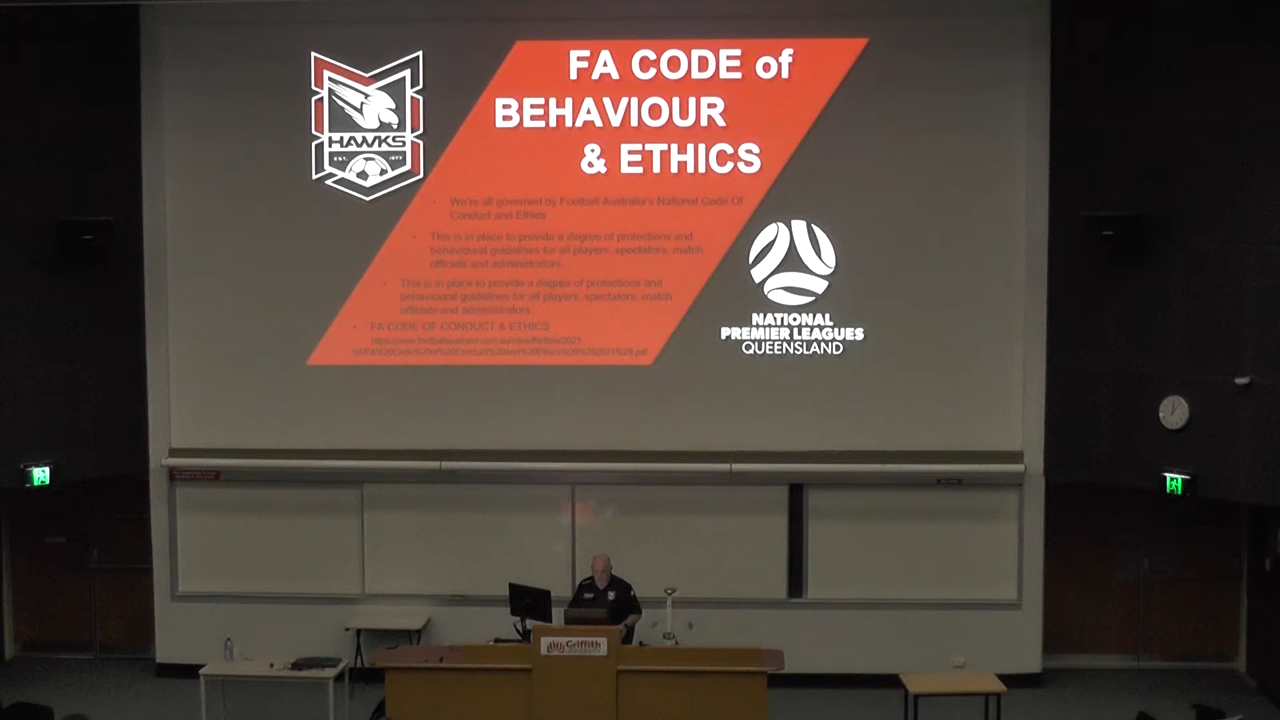 FA CODE of
BEHAVIOUR
& ETHICS
HAWKS
EST. 1977
We're all governed by Football Australia's National Code Of
Conduct and Ethics
This is in place to provide a degree of protections and
behavioural guidelines for all players, spectators, match
officials and administrators.
This is in place to provide a degree of protections and
behavioural guidelines for all players, spectators, match
officials and administrators
FA CODE OF CONDUCT & ETHICS
NATIONAL
PREMIER LEAGUES
QUEENSLAND
Griffith
UNIVERSITY